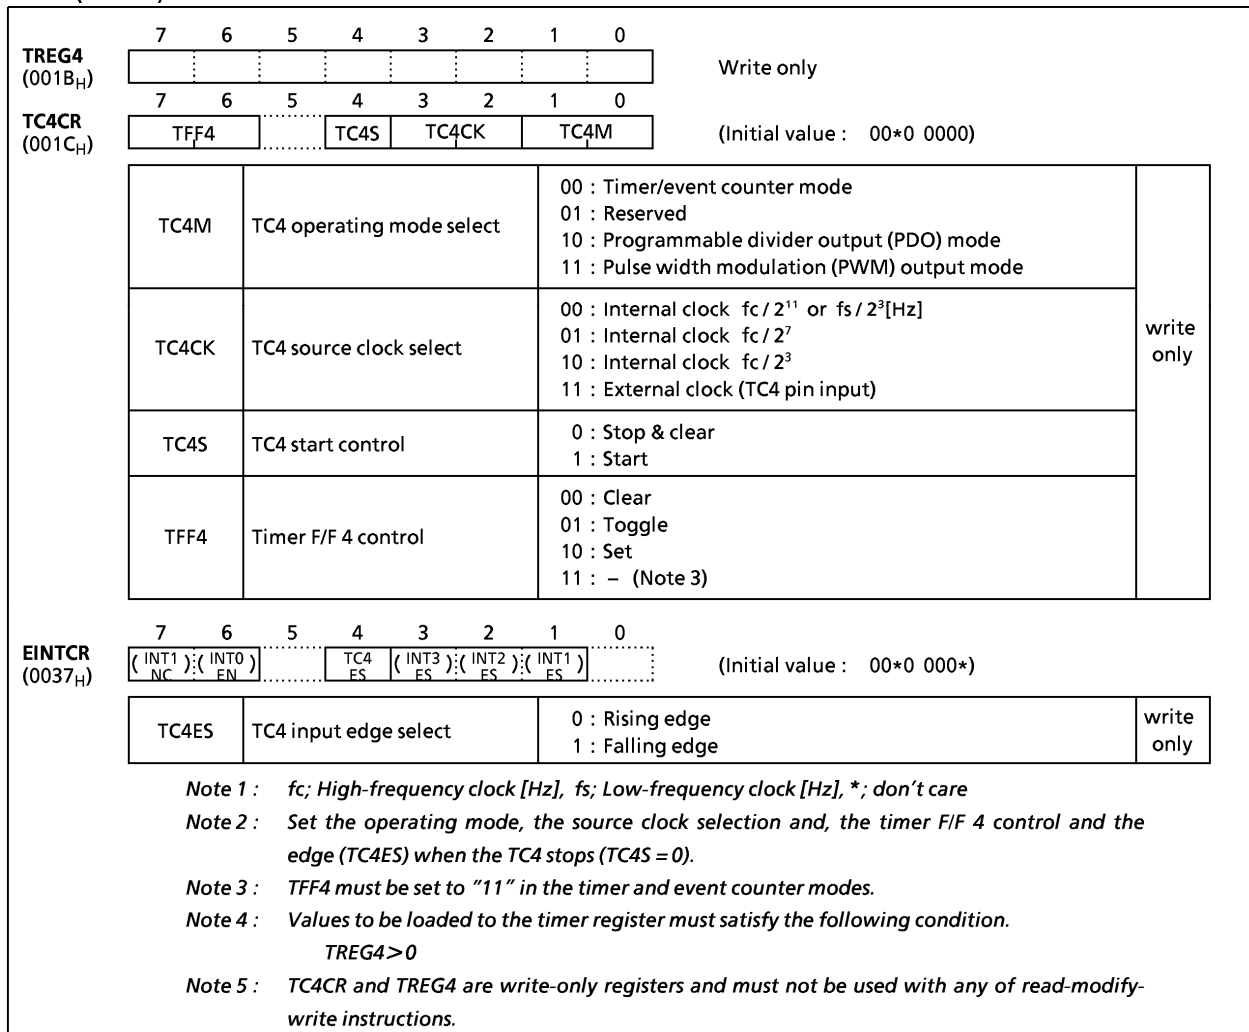 7 6 5 4 3 2 1 0
TREG4
(001BH) Write only
7 6 5 4 3 2 1 0
TC4CR TFF4 TC4S TC4CK TC4M (Initial value : 00*0 0000)
(001CH)
TC4M TC4 operating mode select
00 : Timer/event counter mode
01 : Reserved
10 : Programmable divider output (PDO) mode
11 : Pulse width modulation (PWM) output mode
TC4CK TC4 source clock select
00 : Internal clock fc / 2¹¹ or fs / 2³[Hz]
01 : Internal clock fc / 2⁷
10 : Internal clock fc / 2³
11 : External clock (TC4 pin input)
write
only
TC4S TC4 start control
0 : Stop & clear
1 : Start
TFF4 Timer F/F 4 control
00 : Clear
01 : Toggle
10 : Set
11 : – (Note 3)
7 6 5 4 3 2 1 0
EINTCR (INT1 NC) (INT0 EN) TC4 ES (INT3 ES) (INT2 ES) (INT1 ES) (Initial value : 00*0 000*)
(0037H)
TC4ES TC4 input edge select
0 : Rising edge
1 : Falling edge
write
only
Note 1 : fc; High-frequency clock [Hz], fs; Low-frequency clock [Hz], *; don't care
Note 2 : Set the operating mode, the source clock selection and, the timer F/F 4 control and the
edge (TC4ES) when the TC4 stops (TC4S = 0).
Note 3 : TFF4 must be set to "11" in the timer and event counter modes.
Note 4 : Values to be loaded to the timer register must satisfy the following condition.
TREG4>0
Note 5 : TC4CR and TREG4 are write-only registers and must not be used with any of read-modify-
write instructions.